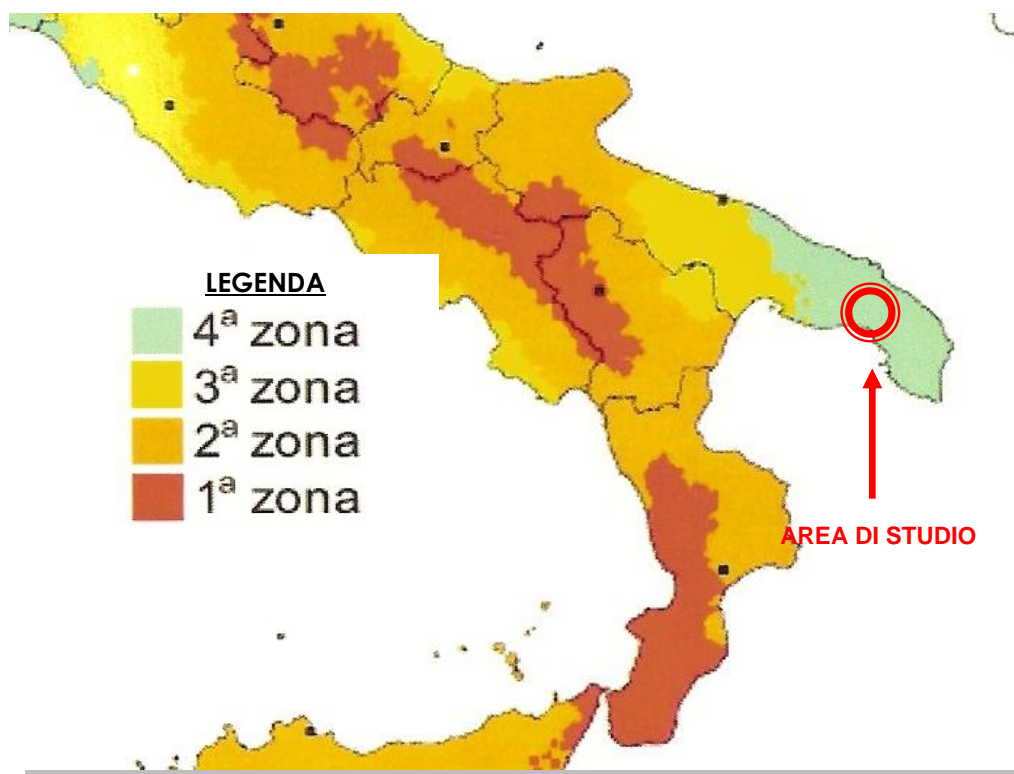 LEGENDA
4ª zona
3ª zona
2ª zona
1ª zona
AREA DI STUDIO